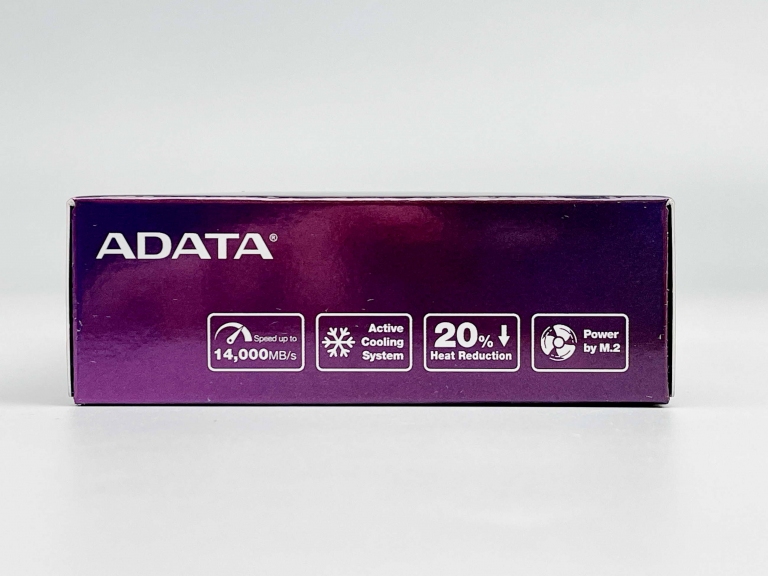 ADATA®
Speed up to
14,000MB/s
Active
Cooling
System
20%
Heat Reduction
Power
by M.2